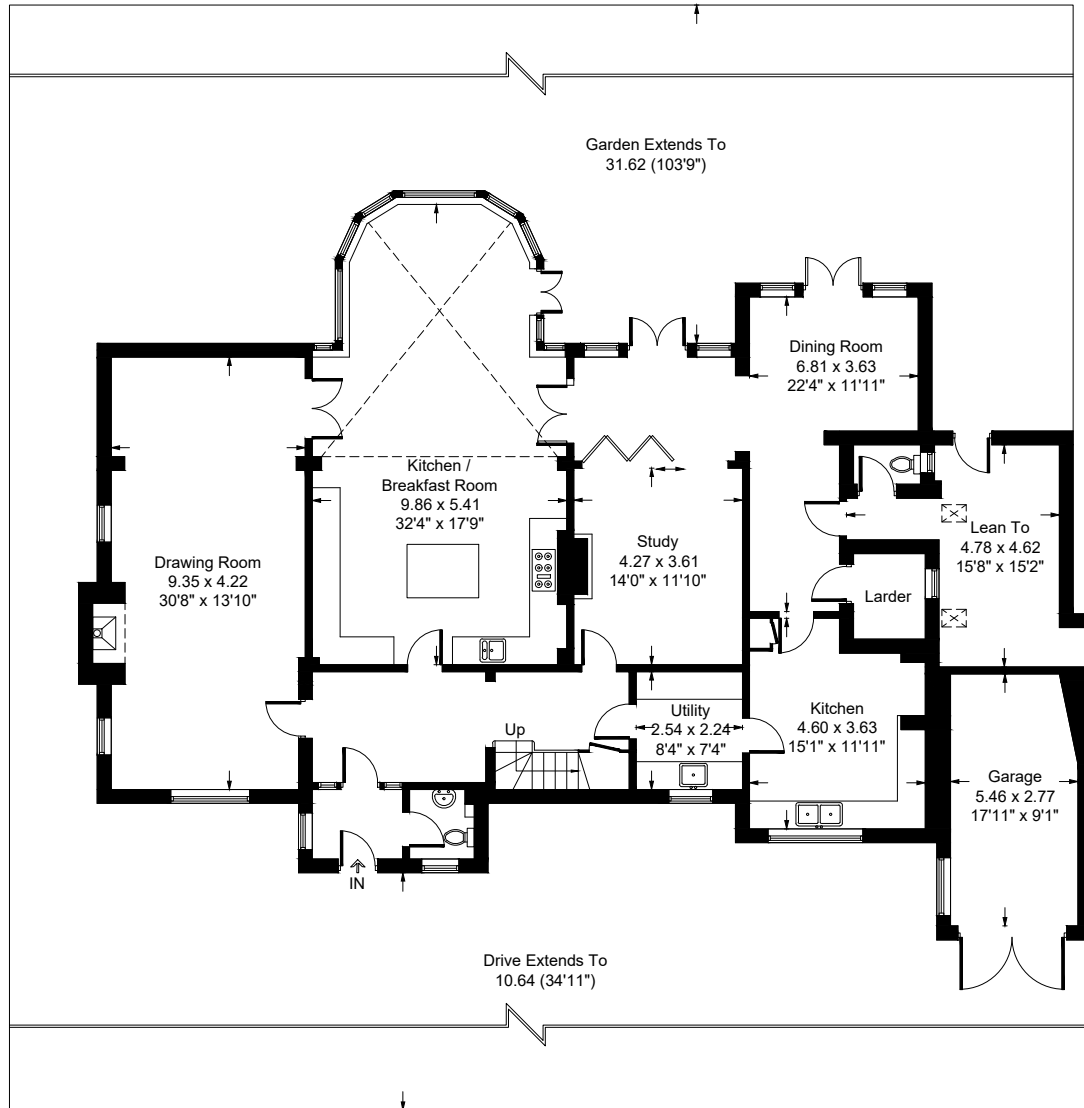 Garden Extends To
31.62 (103'9")
Dining Room
6.81 x 3.63
22'4" x 11'11"
Kitchen /
Breakfast Room
9.86 x 5.41
32'4" x 17'9"
Drawing Room
9.35 x 4.22
30'8" x 13'10"
Study
4.27 x 3.61
14'0" x 11'10"
Lean To
4.78 x 4.62
15'8" x 15'2"
Larder
Up
Utility
2.54 x 2.24
8'4" x 7'4"
Kitchen
4.60 x 3.63
15'1" x 11'11"
Garage
5.46 x 2.77
17'11" x 9'1"
IN
Drive Extends To
10.64 (34'11")